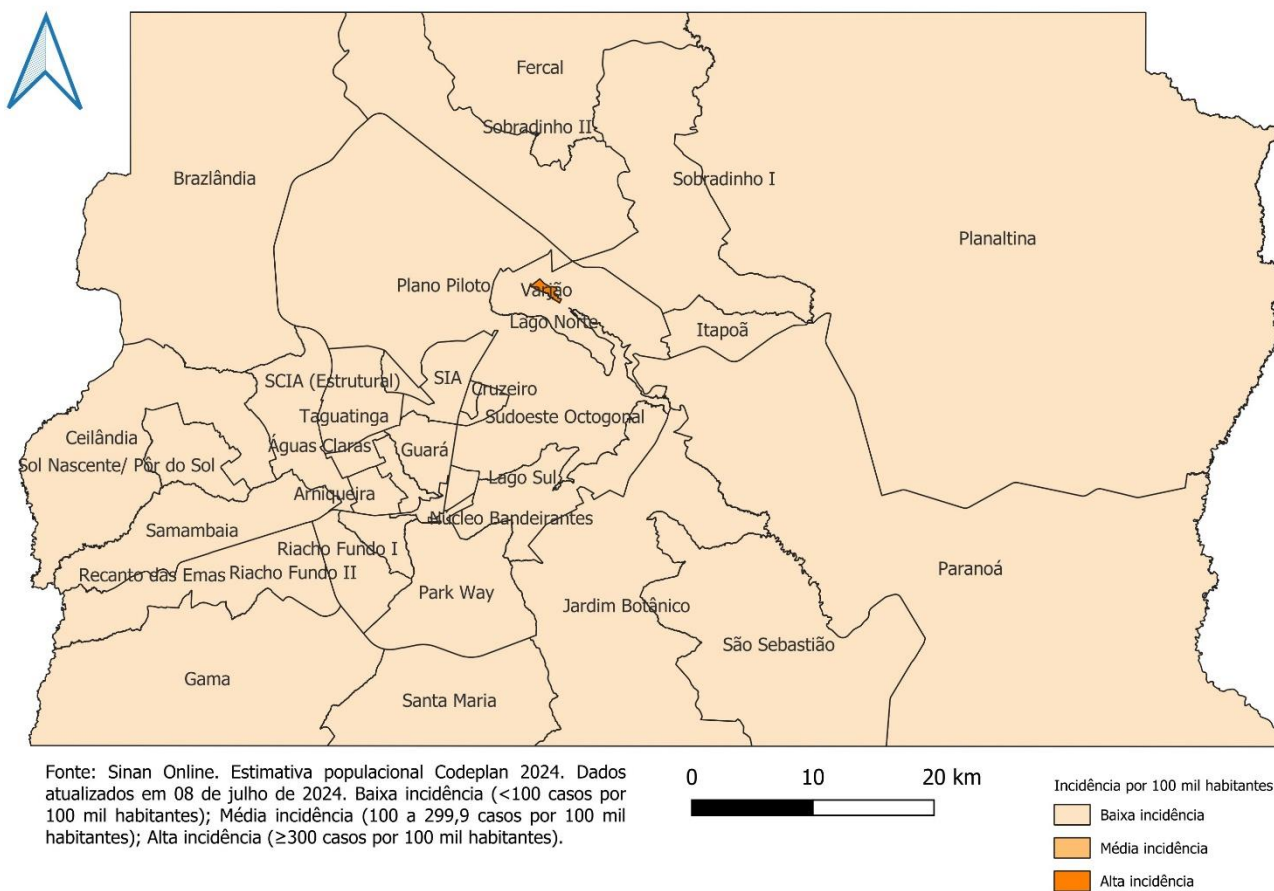 Fercal
Sobradinho II
Brazlândia
Sobradinho I
Planaltina
Plano Piloto
Varjão
Lago Norte
Itapoã
SCIA (Estrutural)
SIA
Cruzeiro
Taguatinga
Sudoeste Octogonal
Ceilândia
Águas Claras
Guará
Sol Nascente/ Pôr do Sol
Lago Sul
Arniqueira
Núcleo Bandeirantes
Samambaia
Riacho Fundo I
Recanto das Emas
Riacho Fundo II
Paranoá
Park Way
Jardim Botânico
São Sebastião
Gama
Santa Maria
Fonte: Sinan Online. Estimativa populacional Codeplan 2024. Dados
atualizados em 08 de julho de 2024. Baixa incidência (<100 casos por
100 mil habitantes); Média incidência (100 a 299,9 casos por 100 mil
habitantes); Alta incidência (≥300 casos por 100 mil habitantes).
0 10 20 km
Incidência por 100 mil habitantes
Baixa incidência
Média incidência
Alta incidência